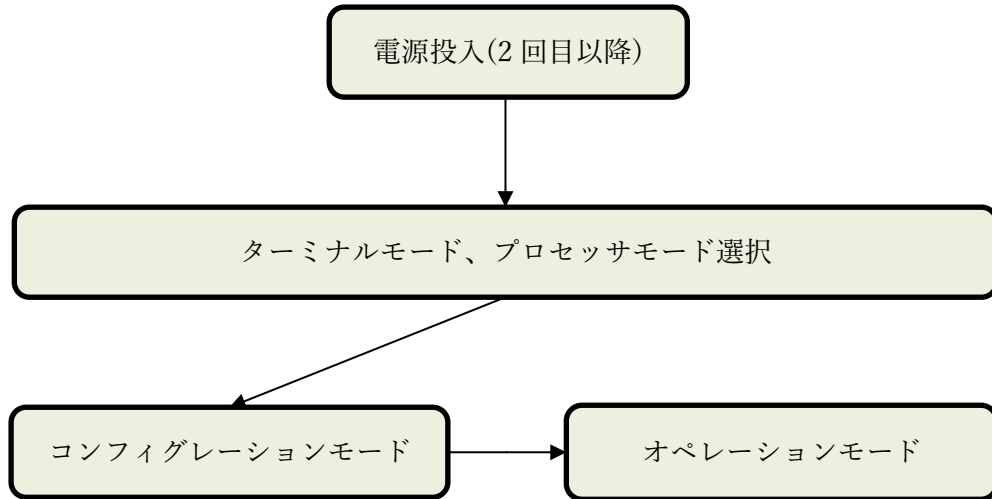 電源投入(2 回目以降)
ターミナルモード、プロセッサモード選択
コンフィグレーションモード
オペレーションモード